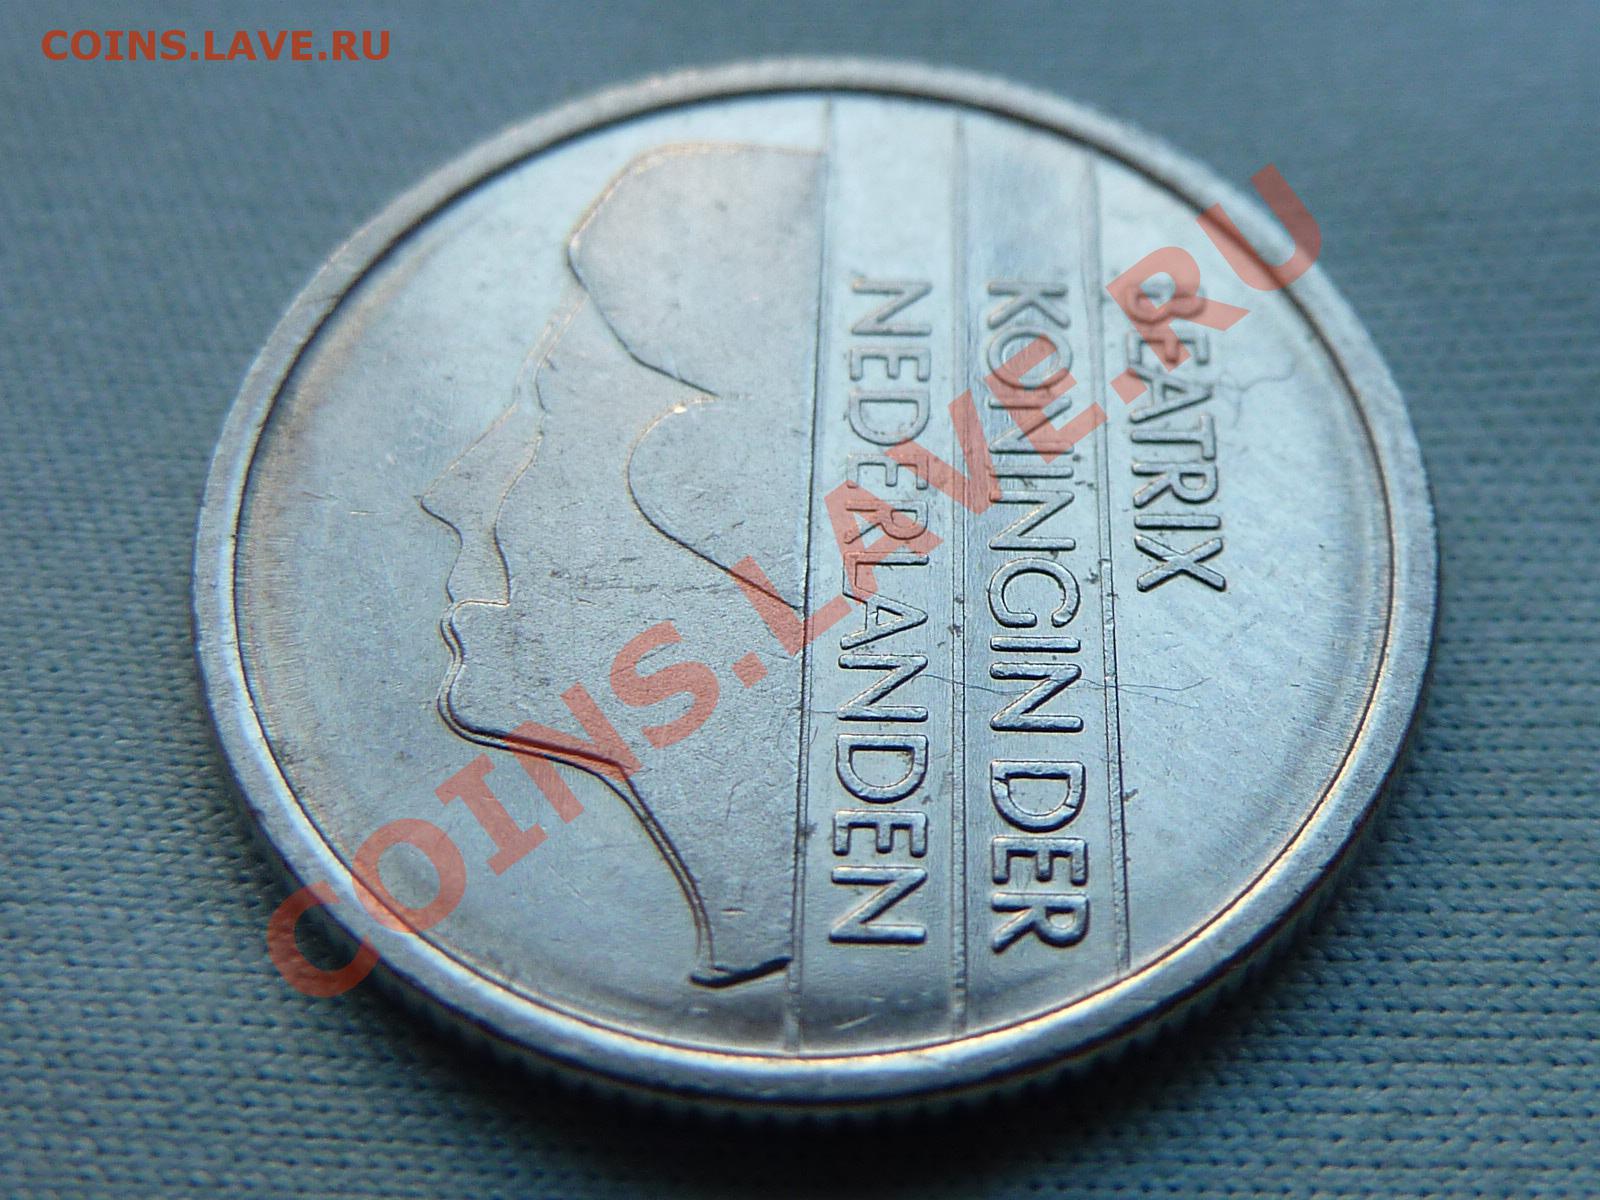 COINS.LAVE.RU
BEATRIX
KONINGIN DER
NEDERLANDEN
COINS.LAVE.RU